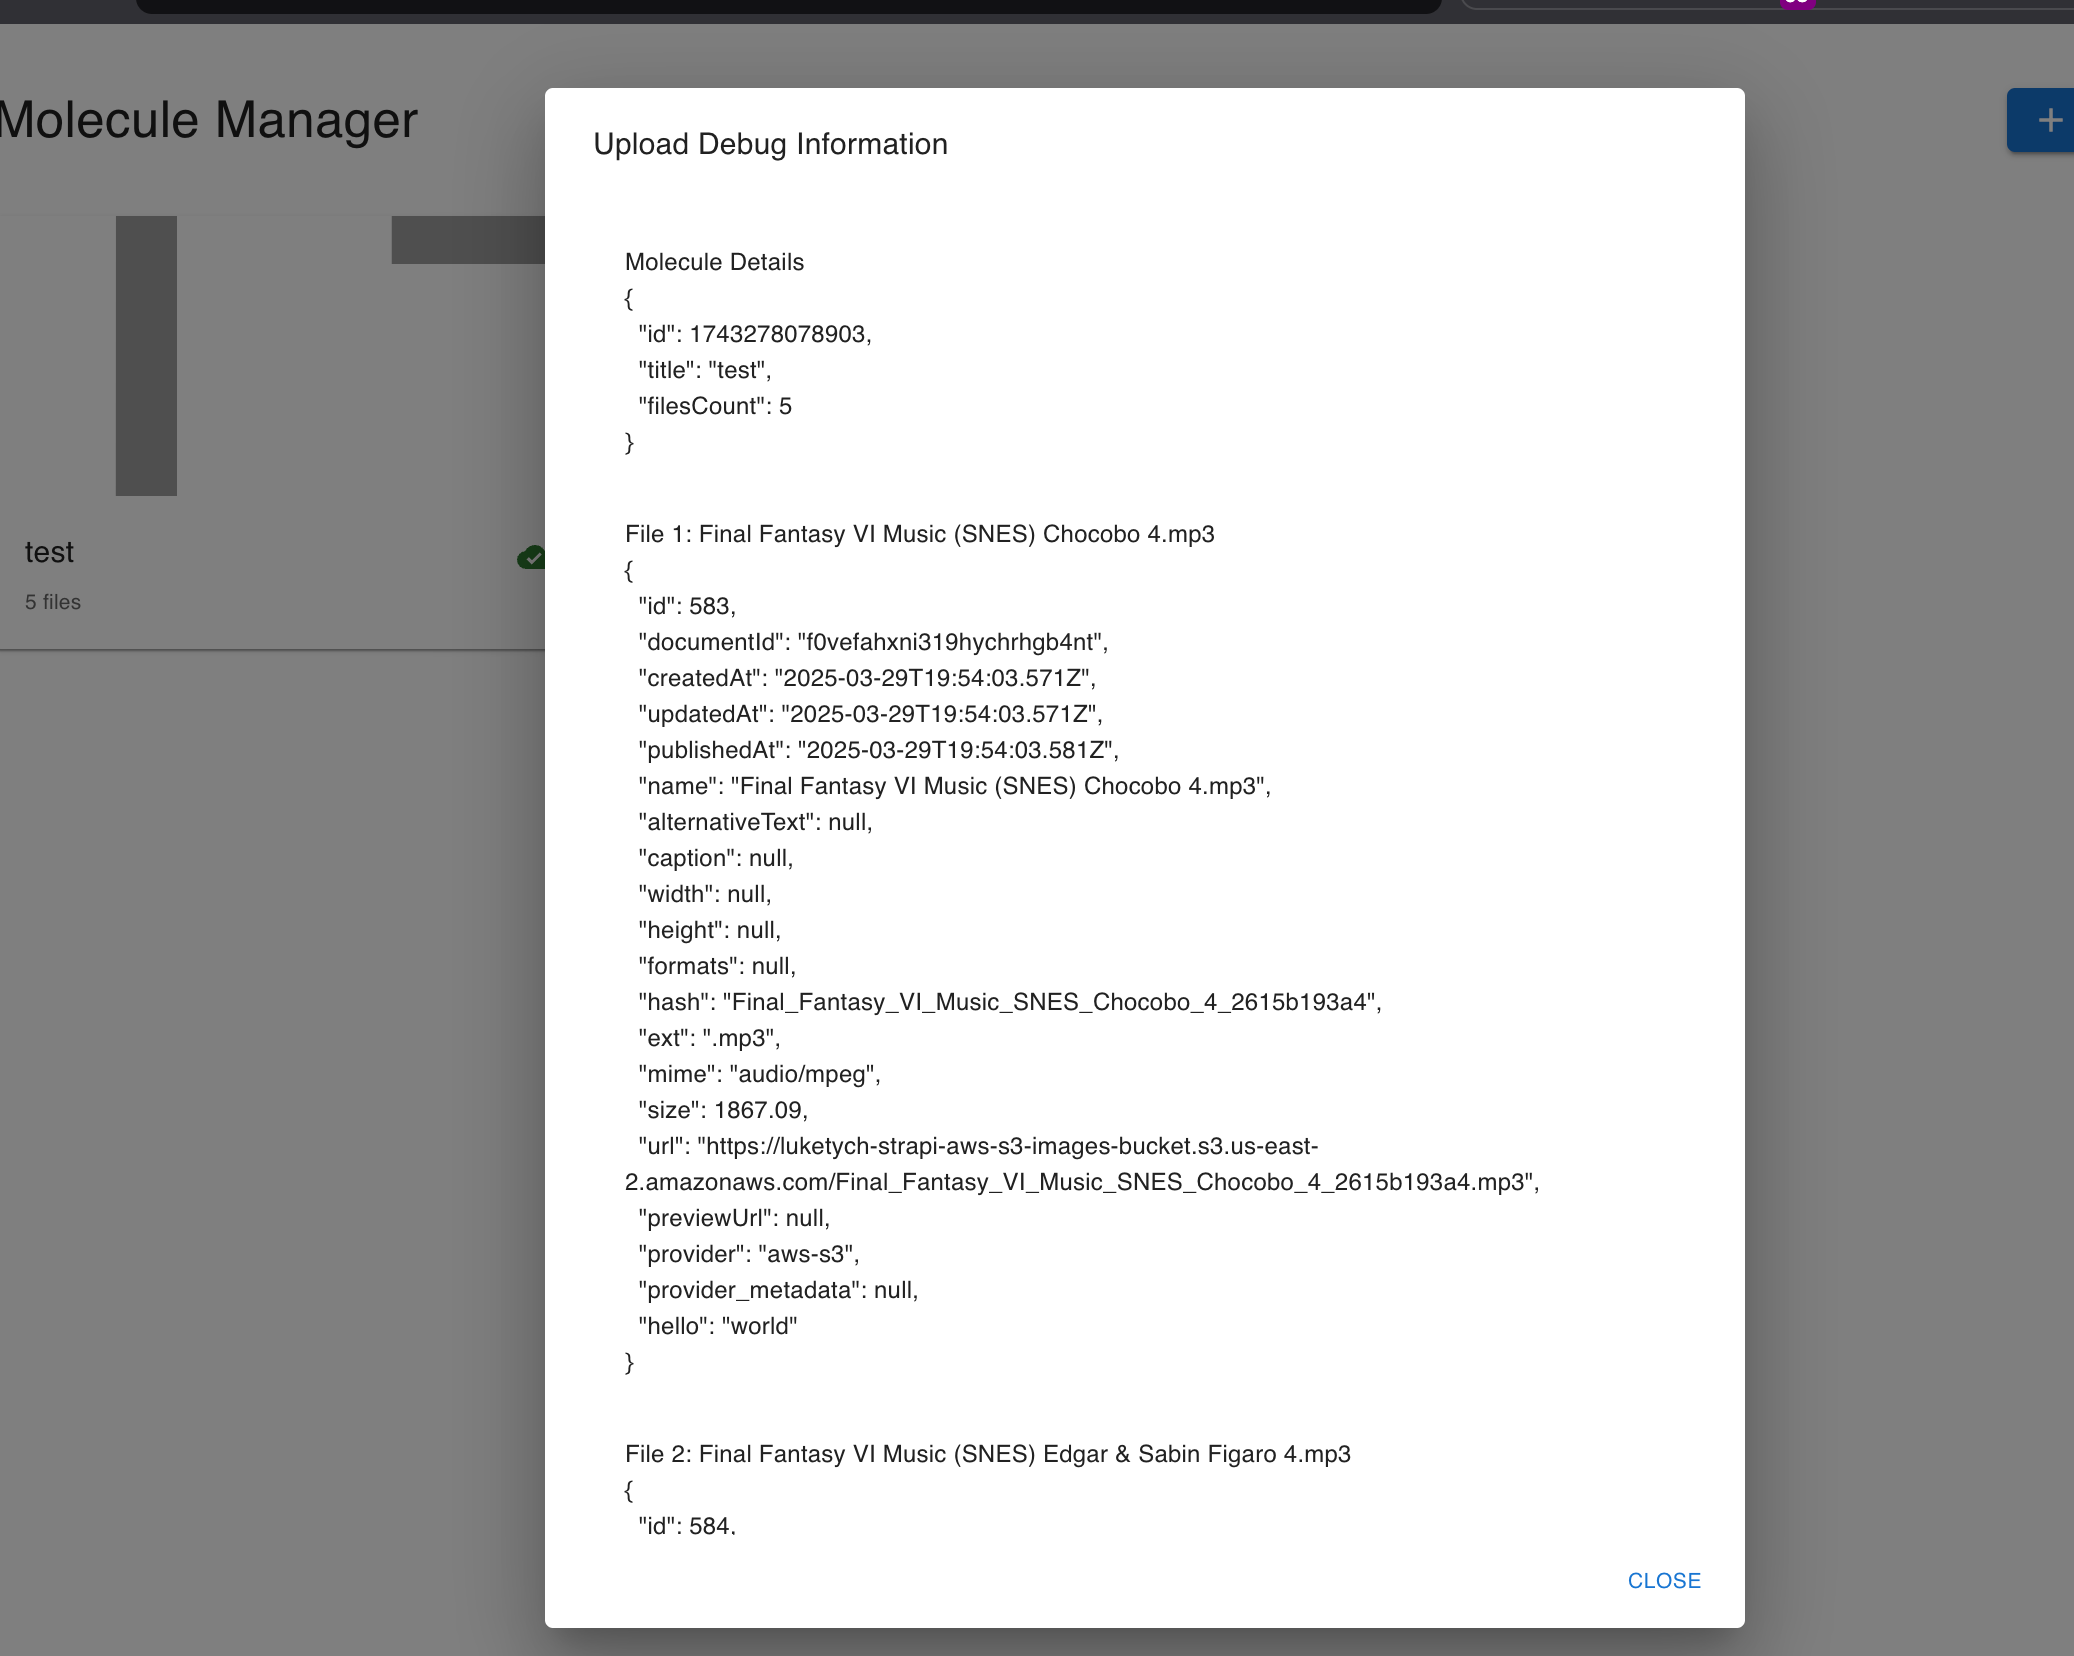 Molecule Manager
Upload Debug Information
Molecule Details
{
"id": 1743278078903,
"title": "test",
"filesCount": 5
}
test
5 files
File 1: Final Fantasy VI Music (SNES) Chocobo 4.mp3
{
"id": 583,
"documentId": "f0vefahxni319hychrhgb4nt",
"createdAt": "2025-03-29T19:54:03.571Z",
"updatedAt": "2025-03-29T19:54:03.571Z",
"publishedAt": "2025-03-29T19:54:03.581Z",
"name": "Final Fantasy VI Music (SNES) Chocobo 4.mp3",
"alternativeText": null,
"caption": null,
"width": null,
"height": null,
"formats": null,
"hash": "Final_Fantasy_VI_Music_SNES_Chocobo_4_2615b193a4",
"ext": ".mp3",
"mime": "audio/mpeg",
"size": 1867.09,
"url": "https://luketych-strapi-aws-s3-images-bucket.s3.us-east-
2.amazonaws.com/Final_Fantasy_VI_Music_SNES_Chocobo_4_2615b193a4.mp3",
"previewUrl": null,
"provider": "aws-s3",
"provider_metadata": null,
"hello": "world"
}
File 2: Final Fantasy VI Music (SNES) Edgar & Sabin Figaro 4.mp3
{
"id": 584,
CLOSE